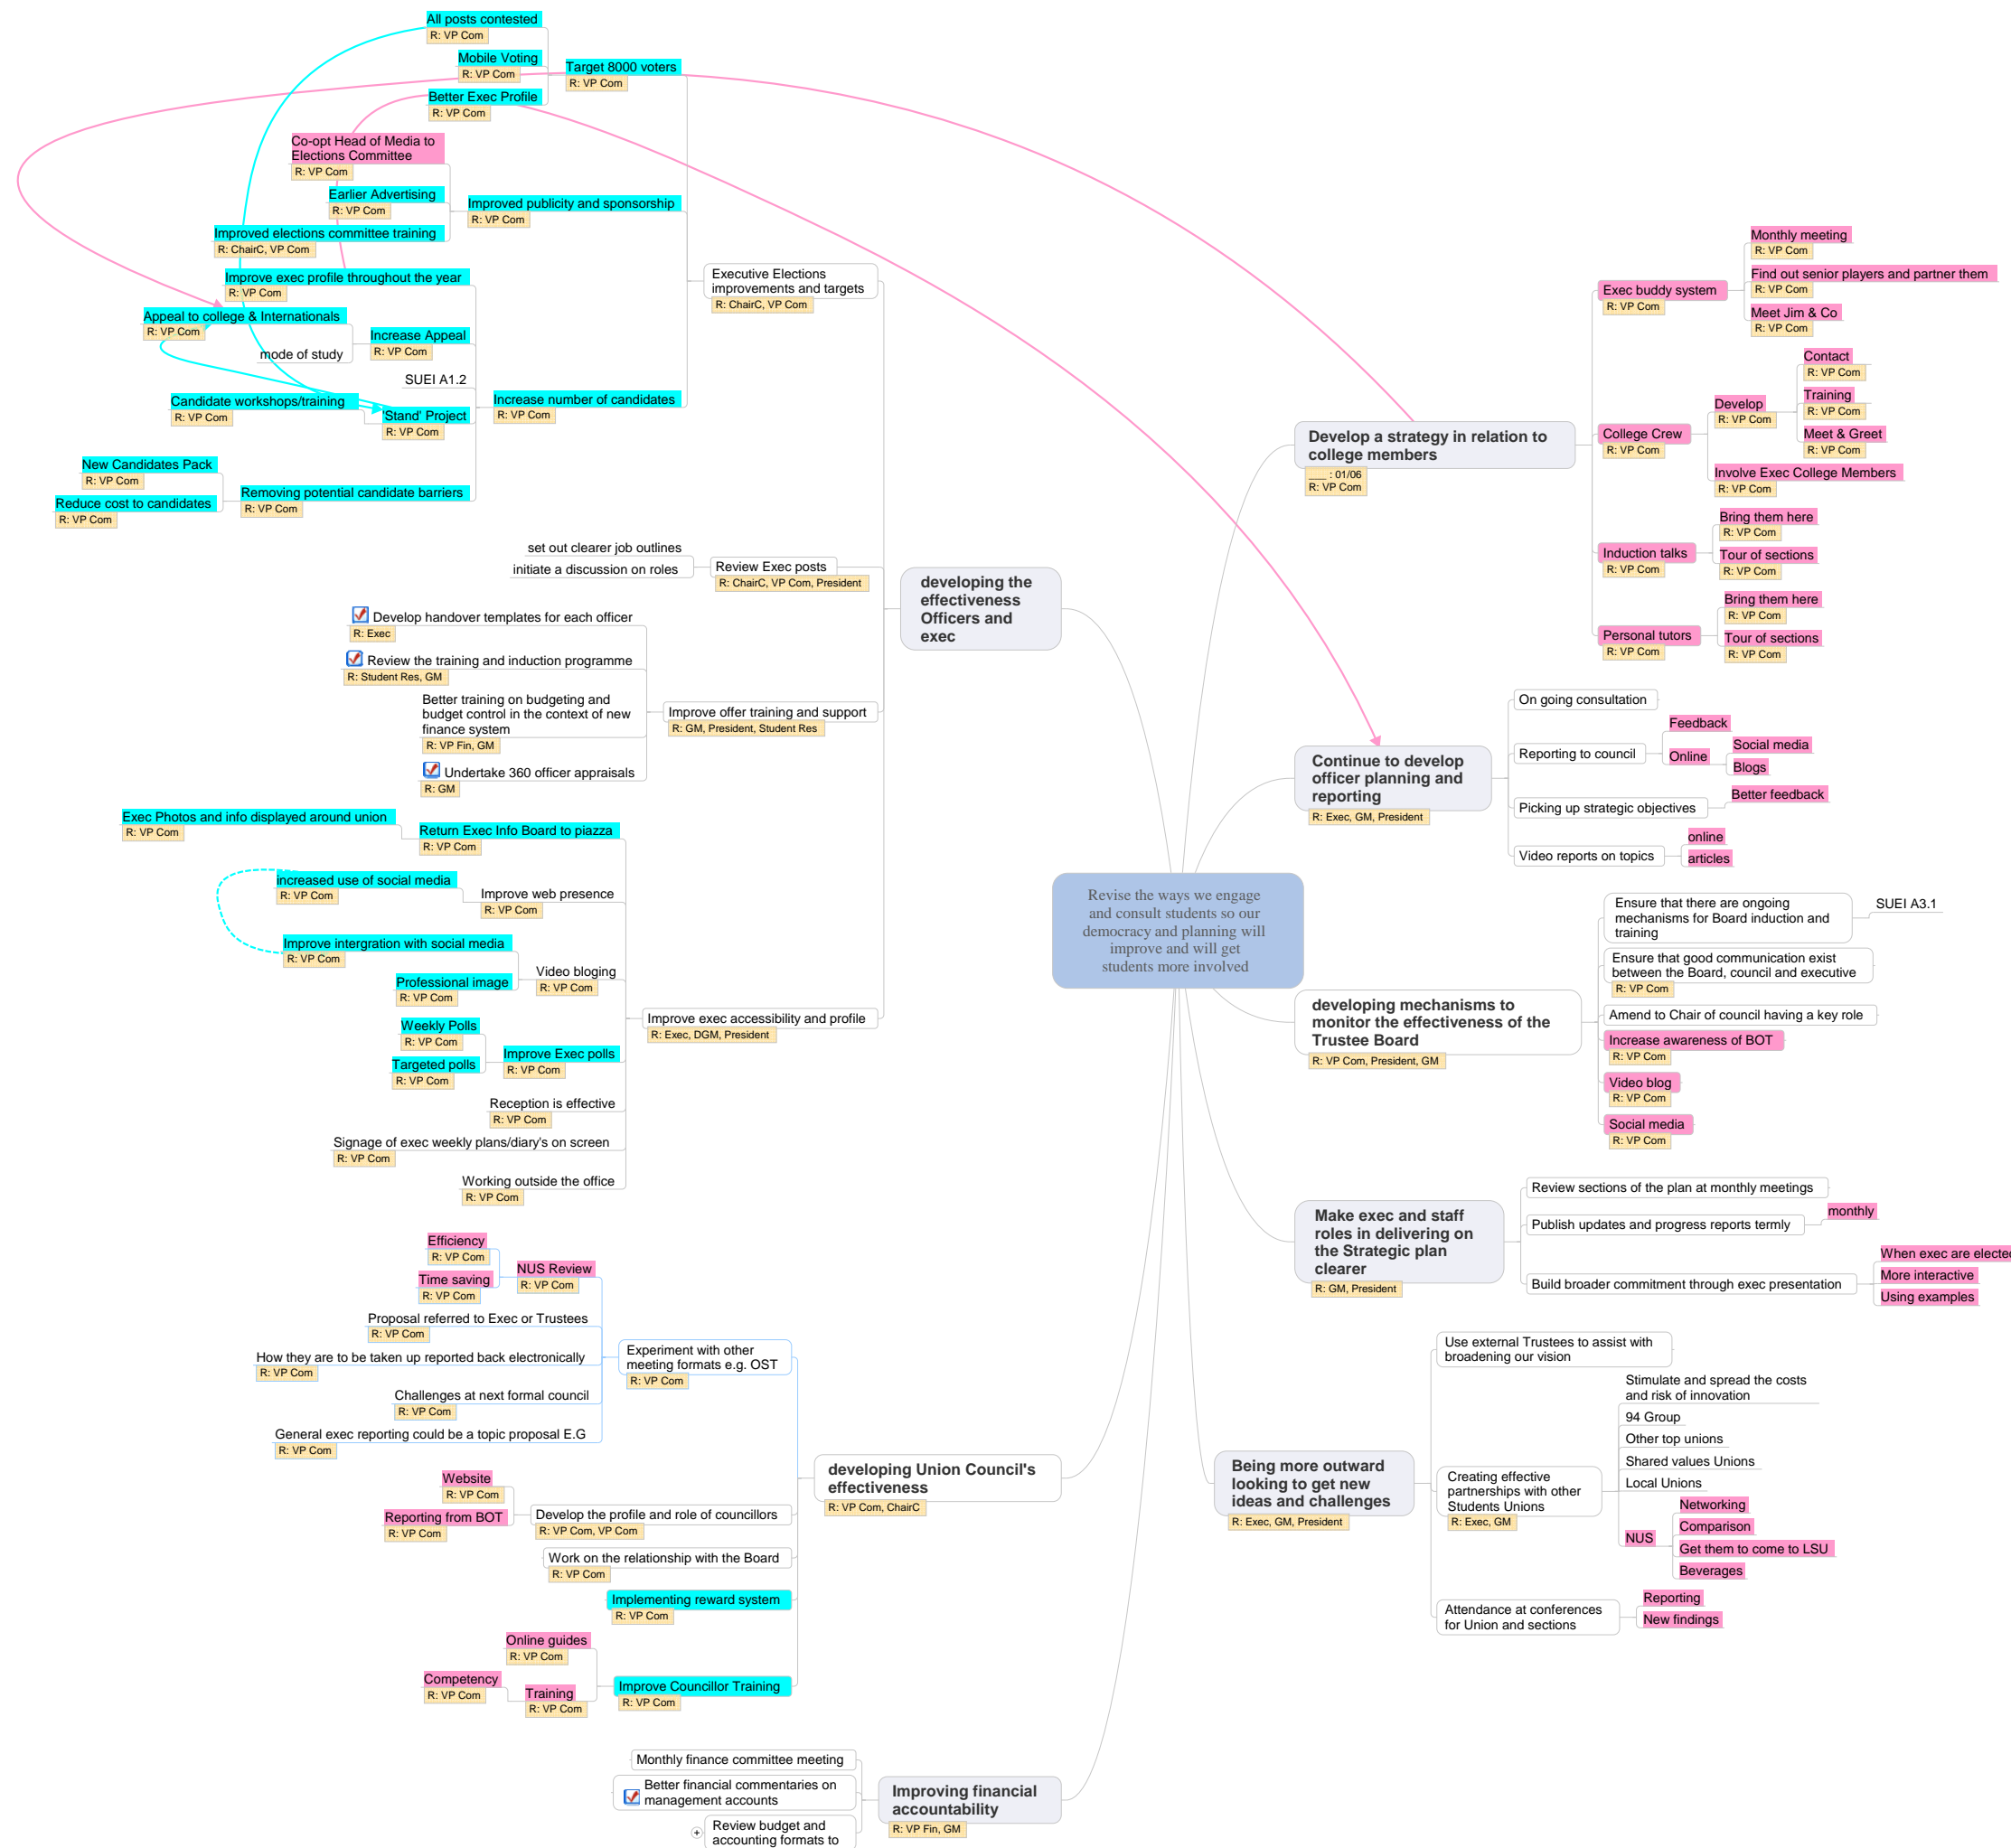 All posts contested
R: VP Com
Mobile Voting
R: VP Com
Better Exec Profile
R: VP Com
Target 8000 voters
R: VP Com
Co-opt Head of Media to
Elections Committee
R: VP Com
Earlier Advertising
R: VP Com
Improved elections committee training
R: ChairC, VP Com
Improved publicity and sponsorship
R: VP Com
Improve exec profile throughout the year
R: VP Com
Appeal to college & Internationals
R: VP Com
mode of study
Increase Appeal
R: VP Com
SUEI A1.2
Candidate workshops/training
R: VP Com
'Stand' Project
R: VP Com
New Candidates Pack
R: VP Com
Reduce cost to candidates
R: VP Com
Removing potential candidate barriers
R: VP Com
Increase number of candidates
R: VP Com
Executive Elections
improvements and targets
R: ChairC, VP Com
set out clearer job outlines
initiate a discussion on roles
Review Exec posts
R: ChairC, VP Com, President
Develop handover templates for each officer
R: Exec
Review the training and induction programme
R: Student Res, GM
Better training on budgeting and
budget control in the context of new
finance system
R: VP Fin, GM
Undertake 360 officer appraisals
R: GM
Improve offer training and support
R: GM, President, Student Res
Exec Photos and info displayed around union
R: VP Com
Return Exec Info Board to piazza
R: VP Com
increased use of social media
R: VP Com
Improve web presence
R: VP Com
Improve intergration with social media
R: VP Com
Professional image
R: VP Com
Video bloging
R: VP Com
Weekly Polls
R: VP Com
Targeted polls
R: VP Com
Improve Exec polls
R: VP Com
Reception is effective
R: VP Com
Signage of exec weekly plans/diary's on screen
R: VP Com
Working outside the office
R: VP Com
Improve exec accessibility and profile
R: Exec, DGM, President
developing the
effectiveness
Officers and
exec
Efficiency
R: VP Com
Time saving
R: VP Com
NUS Review
R: VP Com
Proposal referred to Exec or Trustees
R: VP Com
How they are to be taken up reported back electronically
R: VP Com
Challenges at next formal council
R: VP Com
General exec reporting could be a topic proposal E.G
R: VP Com
Experiment with other
meeting formats e.g. OST
R: VP Com
Website
R: VP Com
Reporting from BOT
R: VP Com
Develop the profile and role of councillors
R: VP Com, VP Com
Work on the relationship with the Board
R: VP Com
Implementing reward system
R: VP Com
Online guides
R: VP Com
Competency
R: VP Com
Training
R: VP Com
Improve Councillor Training
R: VP Com
developing Union Council's
effectiveness
R: VP Com, ChairC
Monthly finance committee meeting
Better financial commentaries on
management accounts
Review budget and
accounting formats to
Improving financial
accountability
R: VP Fin, GM
Revise the ways we engage
and consult students so our
democracy and planning will
improve and will get
students more involved
Develop a strategy in relation to
college members
___ : 01/06
R: VP Com
Exec buddy system
R: VP Com
Monthly meeting
R: VP Com
Find out senior players and partner them
R: VP Com
Meet Jim & Co
R: VP Com
College Crew
R: VP Com
Develop
R: VP Com
Contact
R: VP Com
Training
R: VP Com
Meet & Greet
R: VP Com
Involve Exec College Members
R: VP Com
Induction talks
R: VP Com
Bring them here
R: VP Com
Tour of sections
R: VP Com
Personal tutors
R: VP Com
Bring them here
R: VP Com
Tour of sections
R: VP Com
Continue to develop
officer planning and
reporting
R: Exec, GM, President
On going consultation
Reporting to council
Feedback
Online
Social media
Blogs
Picking up strategic objectives
Better feedback
Video reports on topics
online
articles
developing mechanisms to
monitor the effectiveness of the
Trustee Board
R: VP Com, President, GM
Ensure that there are ongoing
mechanisms for Board induction and
training
SUEI A3.1
Ensure that good communication exist
between the Board, council and executive
R: VP Com
Amend to Chair of council having a key role
Increase awareness of BOT
R: VP Com
Video blog
R: VP Com
Social media
R: VP Com
Make exec and staff
roles in delivering on
the Strategic plan
clearer
R: GM, President
Review sections of the plan at monthly meetings
Publish updates and progress reports termly
monthly
Build broader commitment through exec presentation
When exec are elected
More interactive
Using examples
Being more outward
looking to get new
ideas and challenges
R: Exec, GM, President
Use external Trustees to assist with
broadening our vision
Creating effective
partnerships with other
Students Unions
R: Exec, GM
Stimulate and spread the costs
and risk of innovation
94 Group
Other top unions
Shared values Unions
Local Unions
NUS
Networking
Comparison
Get them to come to LSU
Beverages
Attendance at conferences
for Union and sections
Reporting
New findings